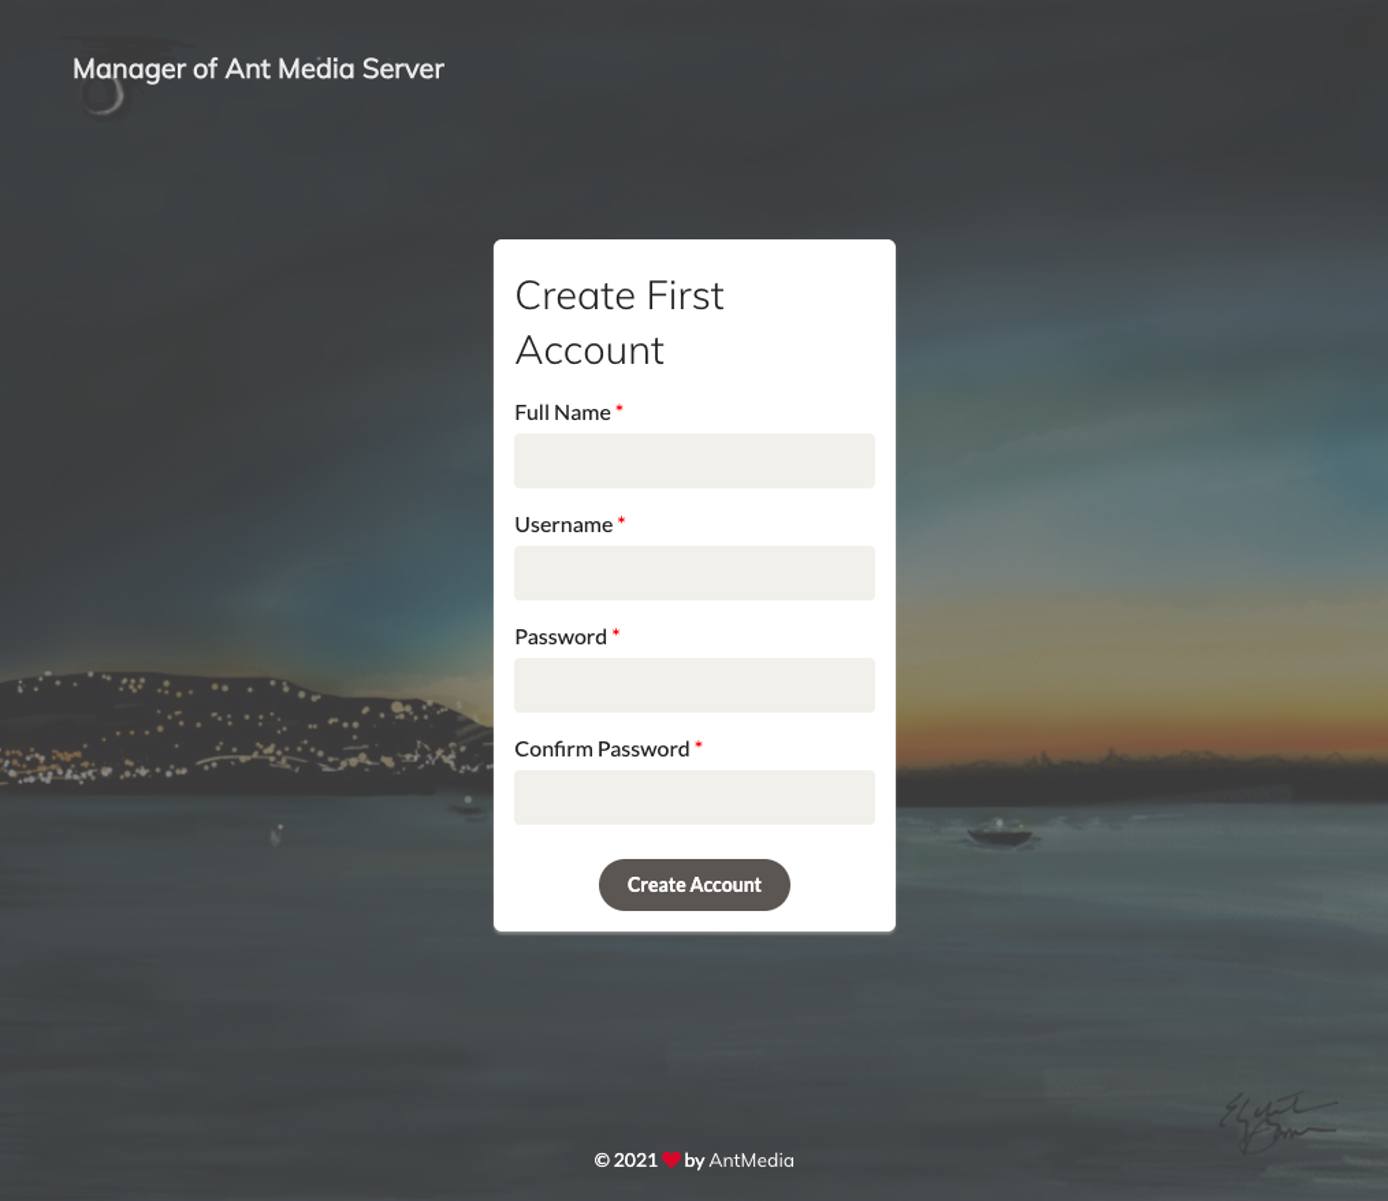 Manager of Ant Media Server
Create First
Account
Full Name *
Username *
Password *
Confirm Password *
Create Account
© 2021 ❤ by AntMedia